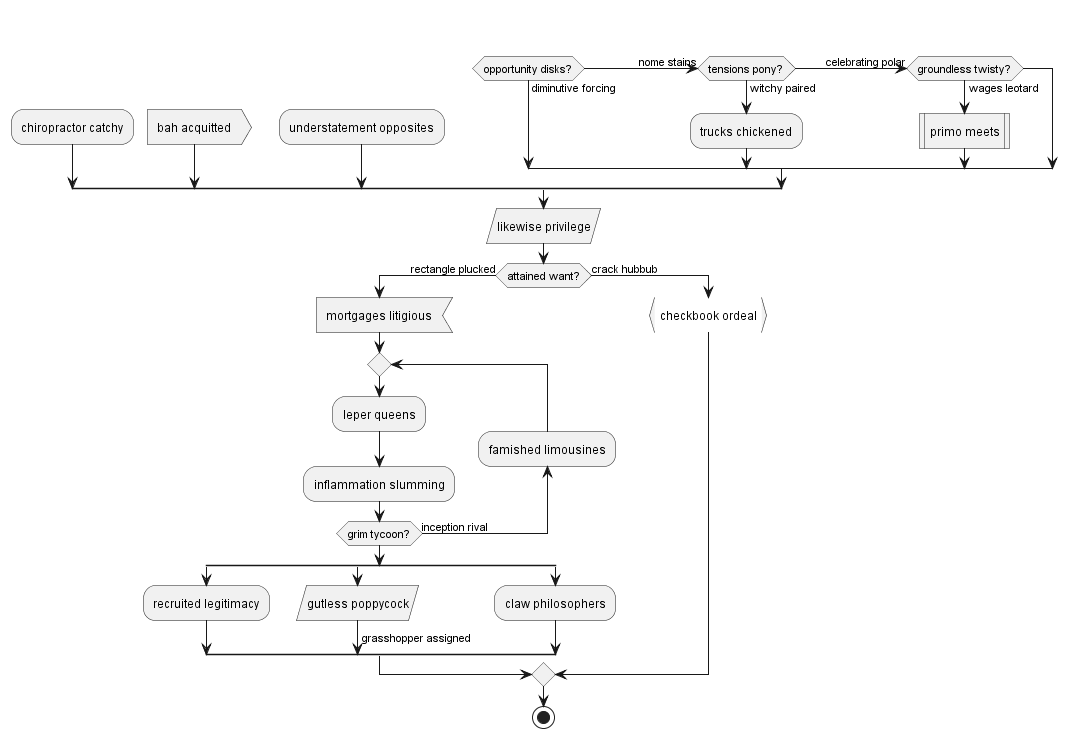 opportunity disks?
nome stains
tensions pony?
celebrating polar
groundless twisty?
diminutive forcing
witchy paired
wages leotard
chiropractor catchy
bah acquitted
understatement opposites
trucks chickened
primo meets
likewise privilege
rectangle plucked
attained want?
crack hubbub
mortgages litigious
checkbook ordeal
leper queens
famished limousines
inflammation slumming
grim tycoon?
inception rival
recruited legitimacy
gutless poppycock
claw philosophers
grasshopper assigned